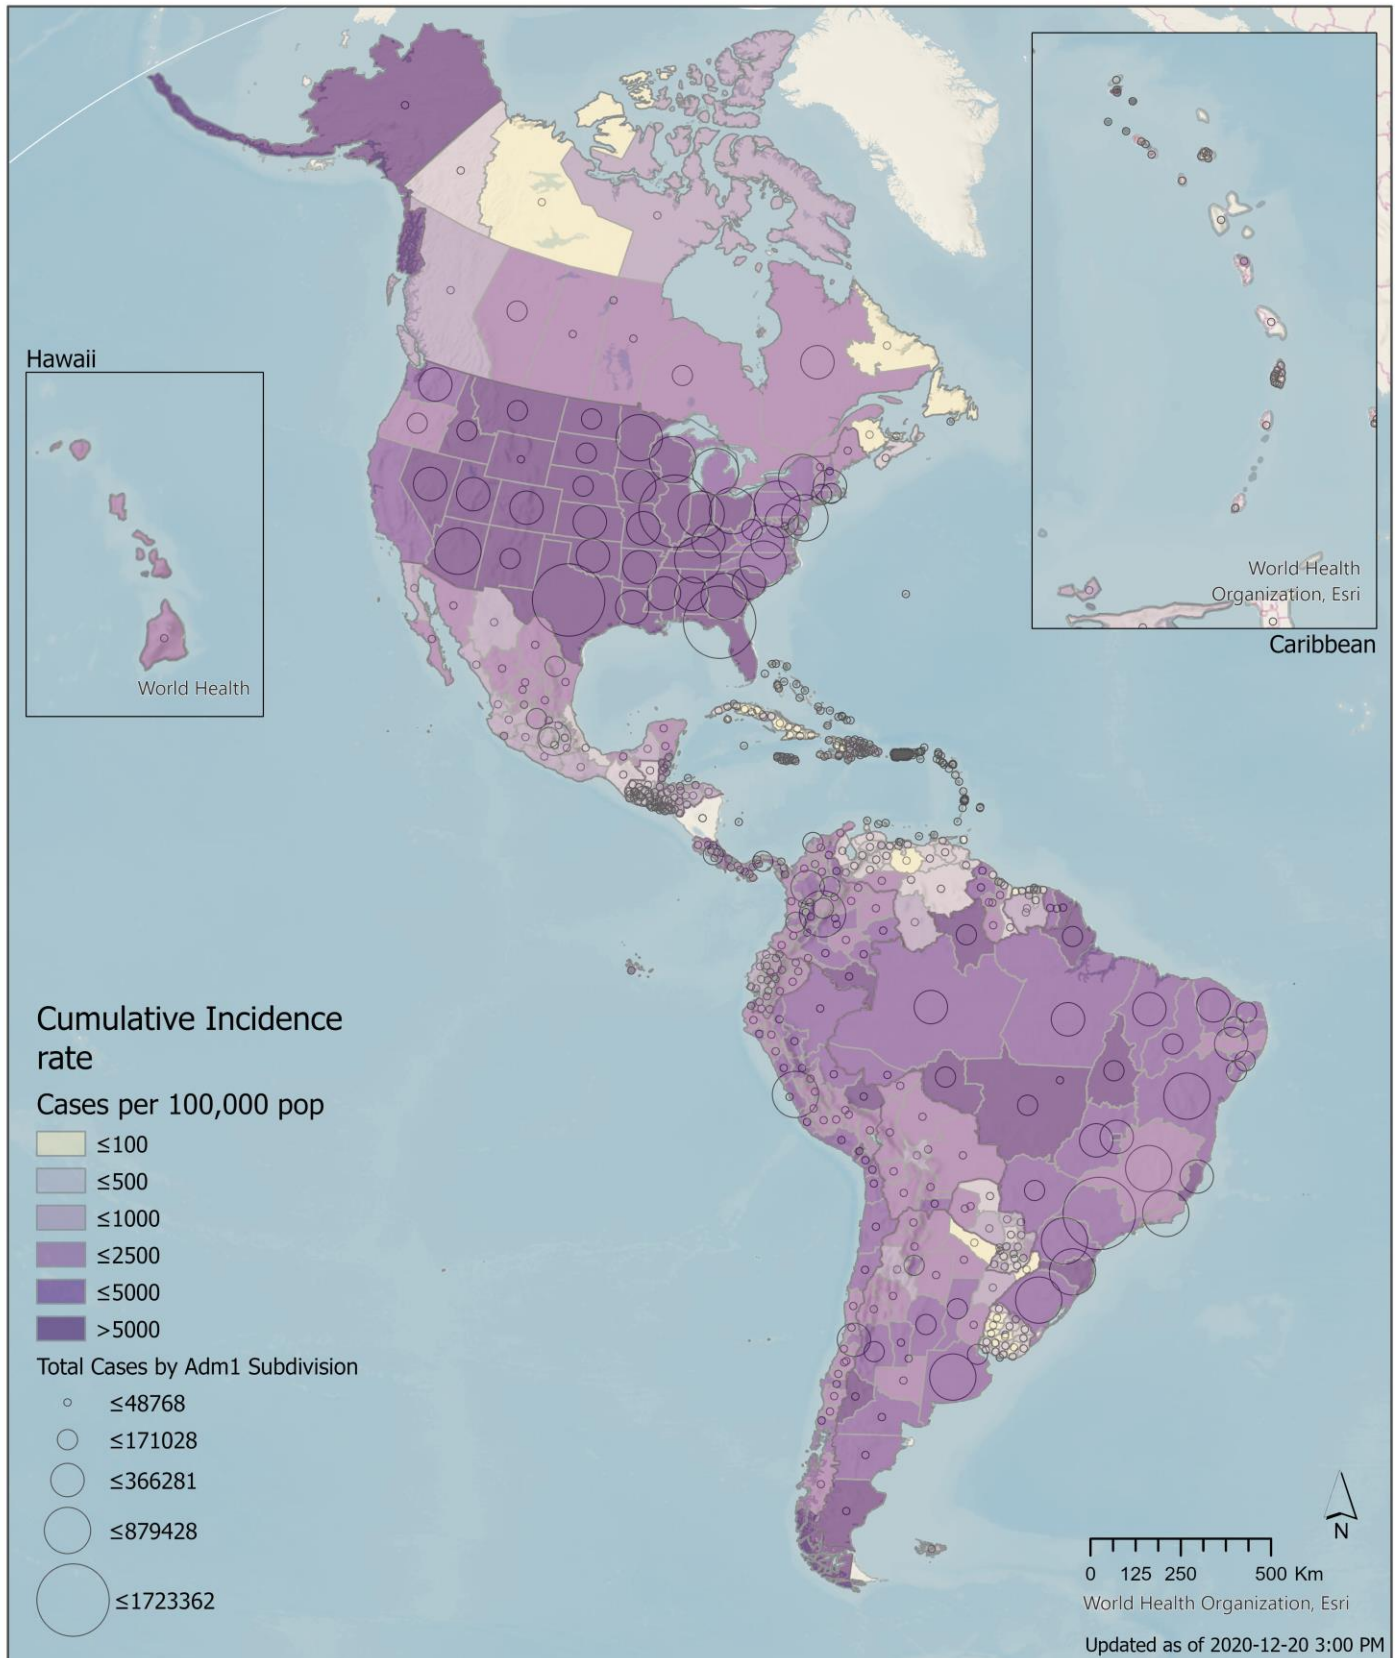 Hawaii
World Health
World Health
Organization, Esri
Caribbean
Cumulative Incidence
rate
Cases per 100,000 pop
≤100
≤500
≤1000
≤2500
≤5000
>5000
Total Cases by Adm1 Subdivision
≤48768
≤171028
≤366281
≤879428
≤1723362
N
0 125 250 500 Km
World Health Organization, Esri
Updated as of 2020-12-20 3:00 PM